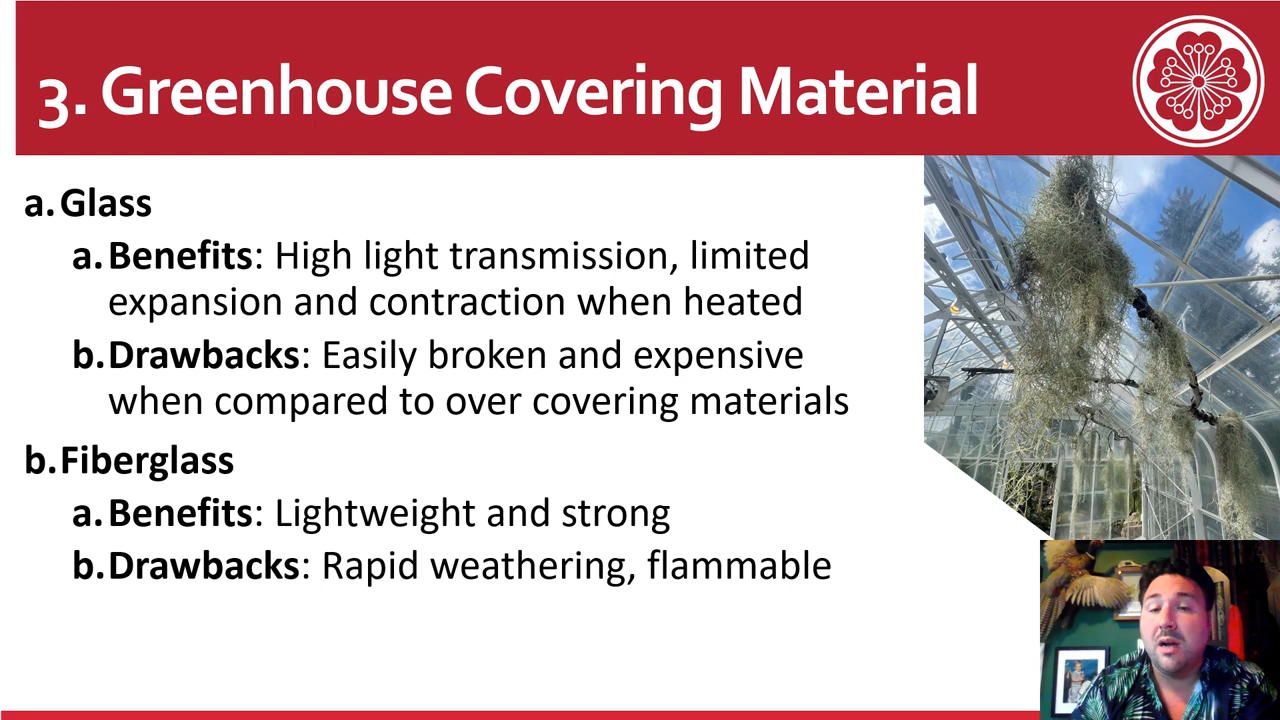 3. Greenhouse Covering Material
a. Glass
a. Benefits: High light transmission, limited
expansion and contraction when heated
b. Drawbacks: Easily broken and expensive
when compared to over covering materials
b. Fiberglass
a. Benefits: Lightweight and strong
b. Drawbacks: Rapid weathering, flammable